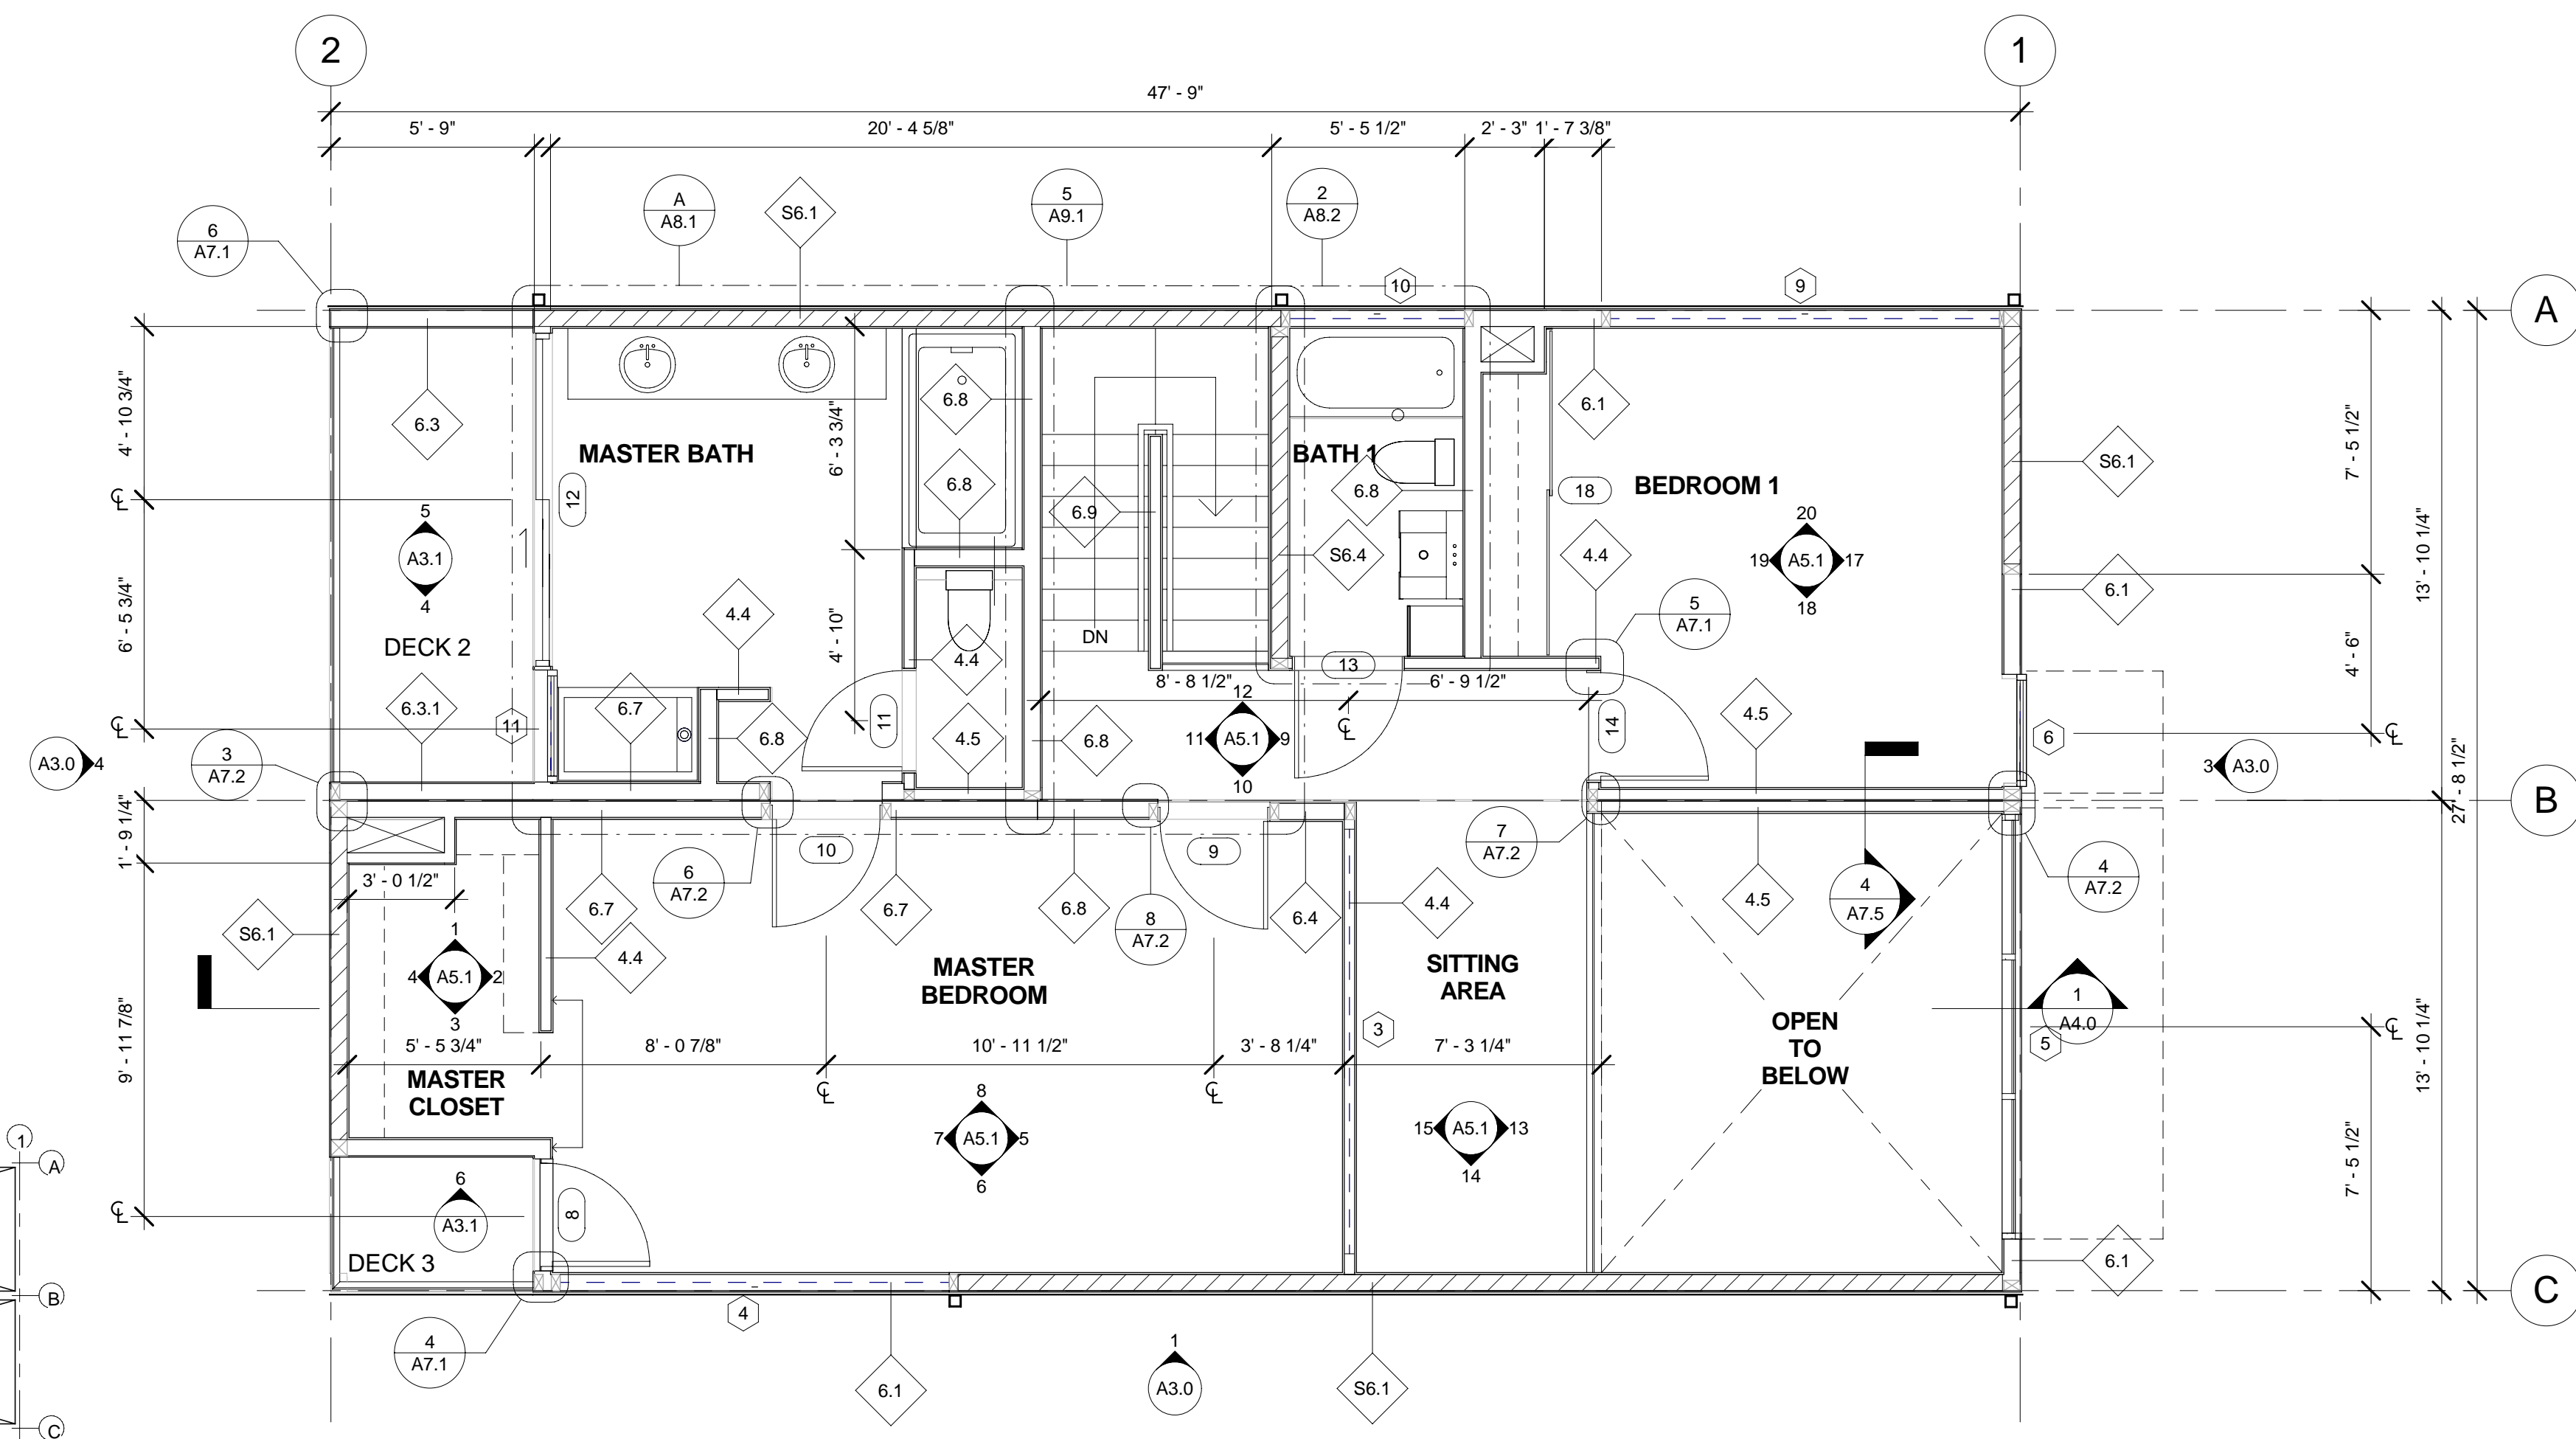 2
1
47' - 9"
5' - 9"
20' - 4 5/8"
5' - 5 1/2"
2' - 3"
1' - 7 3/8"
A
A8.1
S6.1
5
A9.1
2
A8.2
6
A7.1
10
9
A
6.3
6.8
6.1
4' - 10 3/4"
6' - 3 3/4"
7' - 5 1/2"
MASTER BATH
BATH 1
BEDROOM 1
S6.1
12
6.8
6.8
18
6.9
5
A3.1
4
S6.4
4.4
20
19
A5.1
17
18
13' - 10 1/4"
6.1
6' - 5 3/4"
DECK 2
4.4
4' - 10"
DN
5
A7.1
4' - 6"
4.4
13
8' - 8 1/2"
6' - 9 1/2"
6.3.1
11
6.7
6.8
11
4.5
6.8
12
11
A5.1
9
10
℄
14
4.5
6
℄
℄
℄
A3.0
4
3
A7.2
3
A3.0
27' - 8 1/2"
B
1' - 9 1/4"
3' - 0 1/2"
6
A7.2
10
9
7
A7.2
4
A7.2
S6.1
6.7
4.4
6.7
6.8
8
A7.2
6.4
4.4
4.5
4
A7.5
1
4
A5.1
2
3
MASTER
BEDROOM
SITTING
AREA
OPEN
TO
BELOW
3
1
A4.0
5
℄
9' - 11 7/8"
5' - 5 3/4"
8' - 0 7/8"
10' - 11 1/2"
3' - 8 1/4"
7' - 3 1/4"
13' - 10 1/4"
℄
℄
MASTER
CLOSET
8
7
A5.1
5
6
15
A5.1
13
14
7' - 5 1/2"
6
A3.1
8
℄
DECK 3
6.1
C
4
4
A7.1
6.1
1
A3.0
S6.1
1
A
B
C